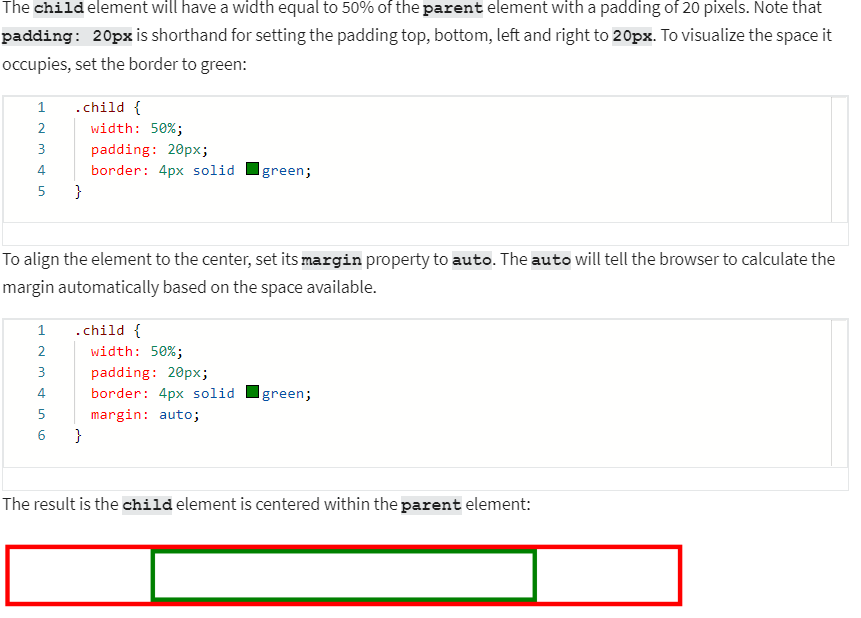 The child element will have a width equal to 50% of the parent element with a padding of 20 pixels. Note that
padding: 20px is shorthand for setting the padding top, bottom, left and right to 20px. To visualize the space it
occupies, set the border to green:
1 .child {
2 width: 50%;
3 padding: 20px;
4 border: 4px solid green;
5 }
To align the element to the center, set its margin property to auto. The auto will tell the browser to calculate the
margin automatically based on the space available.
1 .child {
2 width: 50%;
3 padding: 20px;
4 border: 4px solid green;
5 margin: auto;
6 }
The result is the child element is centered within the parent element: